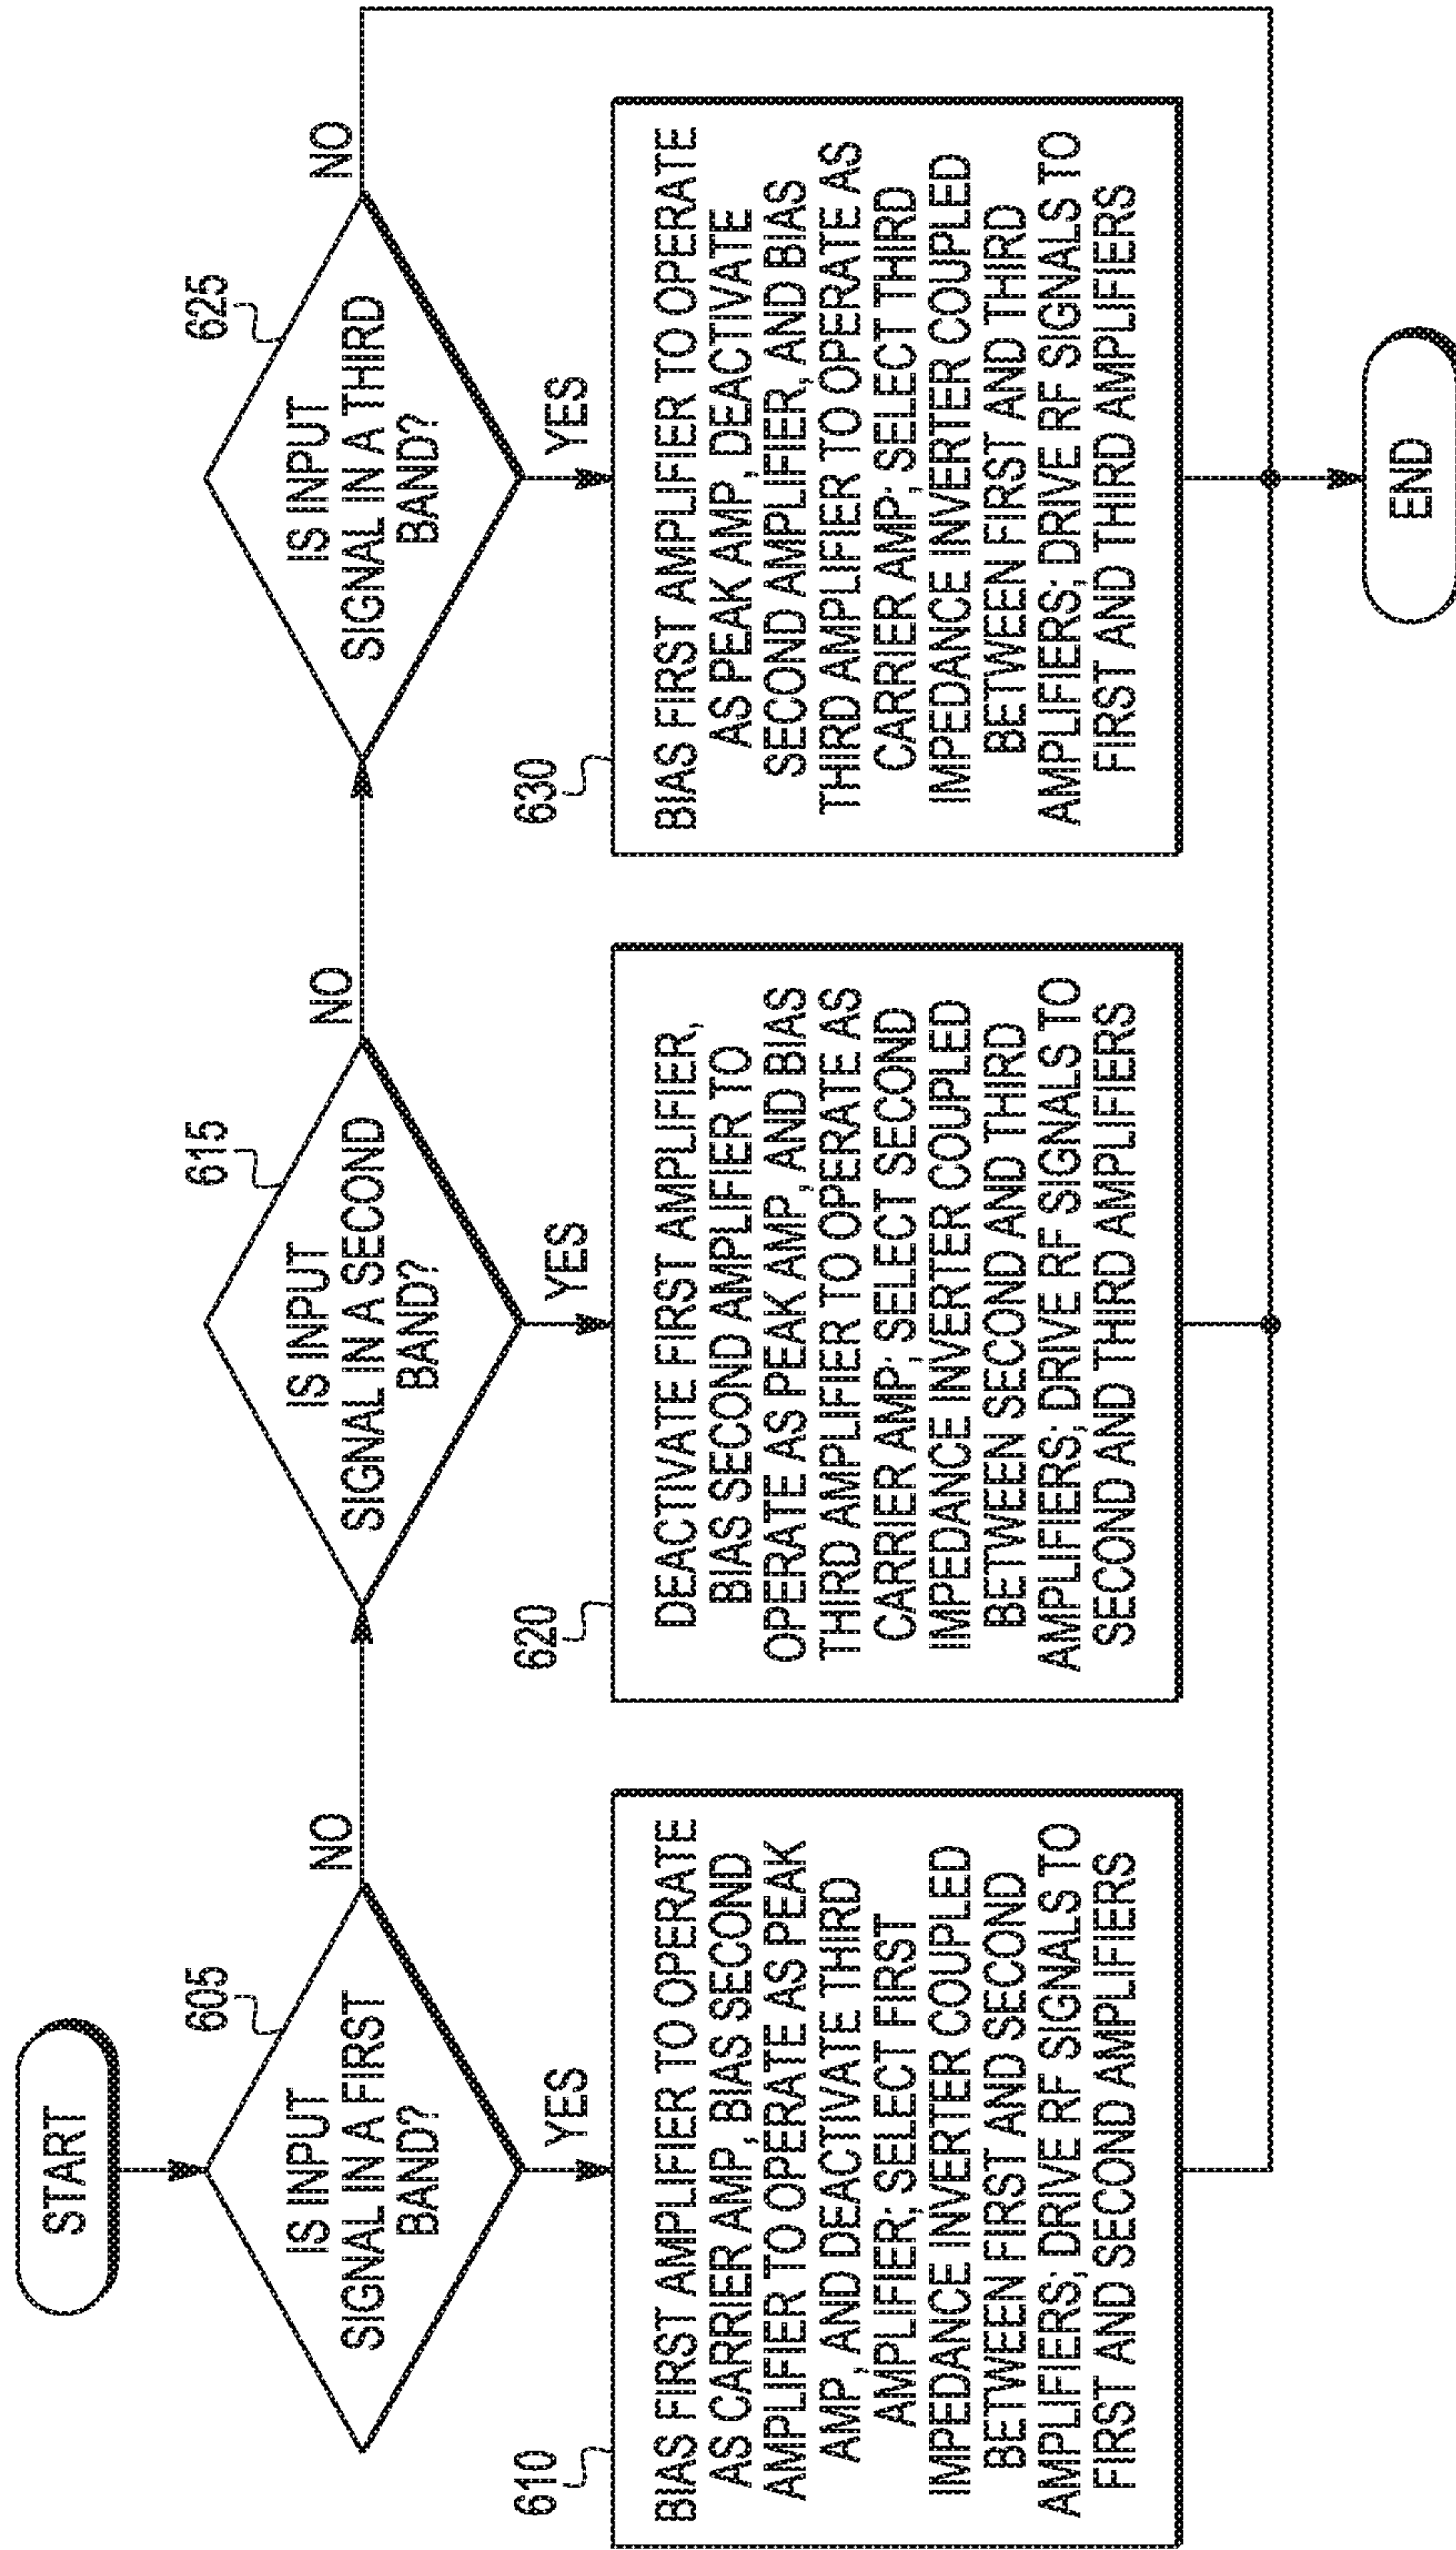 START
605
IS INPUT
SIGNAL IN A FIRST
BAND?
NO
YES
610
BIAS FIRST AMPLIFIER TO OPERATE
AS CARRIER AMP, BIAS SECOND
AMPLIFIER TO OPERATE AS PEAK
AMP, AND DEACTIVATE THIRD
AMPLIFIER; SELECT FIRST
IMPEDANCE INVERTER COUPLED
BETWEEN FIRST AND SECOND
AMPLIFIERS; DRIVE RF SIGNALS TO
FIRST AND SECOND AMPLIFIERS
615
IS INPUT
SIGNAL IN A SECOND
BAND?
NO
YES
620
DEACTIVATE FIRST AMPLIFIER,
BIAS SECOND AMPLIFIER TO
OPERATE AS PEAK AMP, AND BIAS
THIRD AMPLIFIER TO OPERATE AS
CARRIER AMP; SELECT SECOND
IMPEDANCE INVERTER COUPLED
BETWEEN SECOND AND THIRD
AMPLIFIERS; DRIVE RF SIGNALS TO
SECOND AND THIRD AMPLIFIERS
625
IS INPUT
SIGNAL IN A THIRD
BAND?
NO
YES
630
BIAS FIRST AMPLIFIER TO OPERATE
AS PEAK AMP, DEACTIVATE
SECOND AMPLIFIER, AND BIAS
THIRD AMPLIFIER TO OPERATE AS
CARRIER AMP; SELECT THIRD
IMPEDANCE INVERTER COUPLED
BETWEEN FIRST AND THIRD
AMPLIFIERS; DRIVE RF SIGNALS TO
FIRST AND THIRD AMPLIFIERS
END